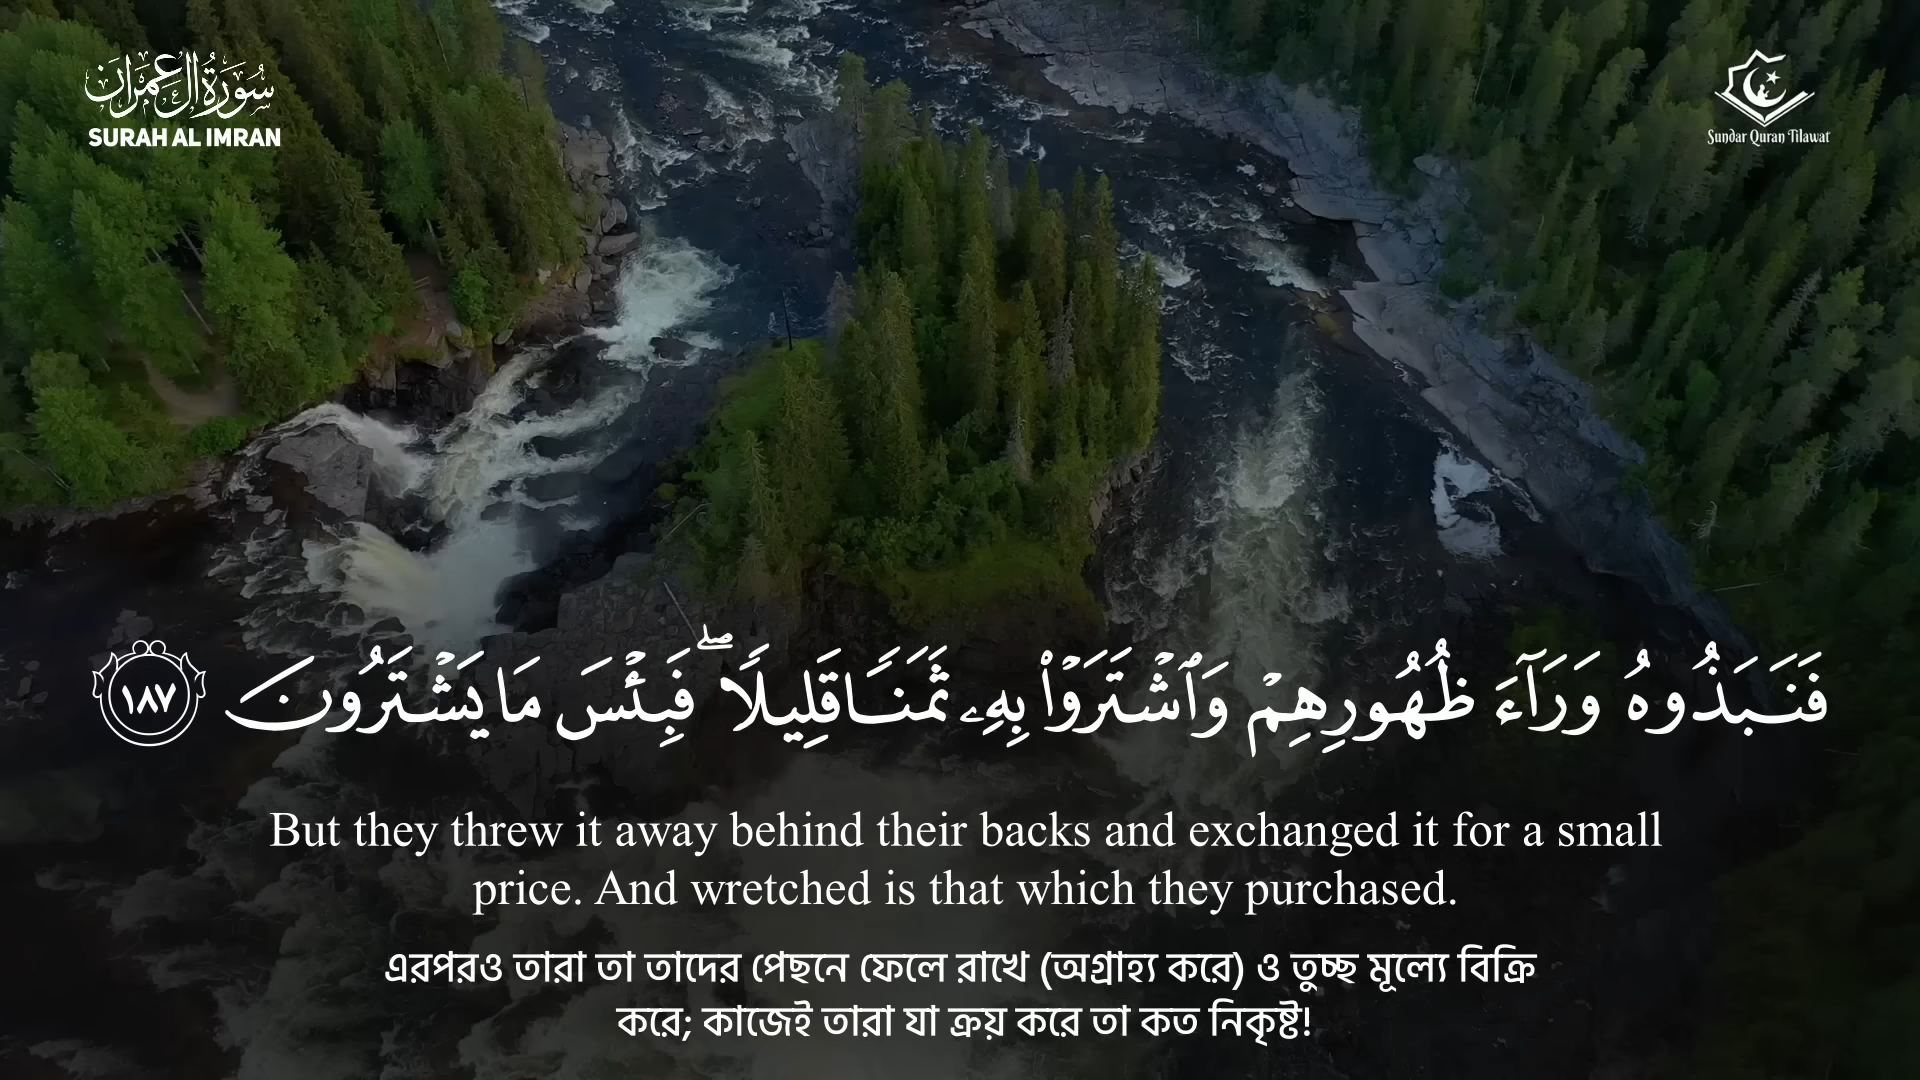 سُورَةُ آلِ عِمْرَان
SURAH AL IMRAN
Sundar Quran Tilawat
فَنَبَذُوهُ وَرَآءَ ظُهُورِهِمْ وَٱشْتَرَوْا۟ بِهِۦ ثَمَنًا قَلِيلًا ۖ فَبِئْسَ مَا يَشْتَرُونَ ١٨٧
But they threw it away behind their backs and exchanged it for a small
price. And wretched is that which they purchased.
এরপরও তারা তা তাদের পেছনে ফেলে রাখে (অগ্রাহ্য করে) ও তুচ্ছ মূল্যে বিক্রি
করে; কাজেই তারা যা ক্রয় করে তা কত নিকৃষ্ট!